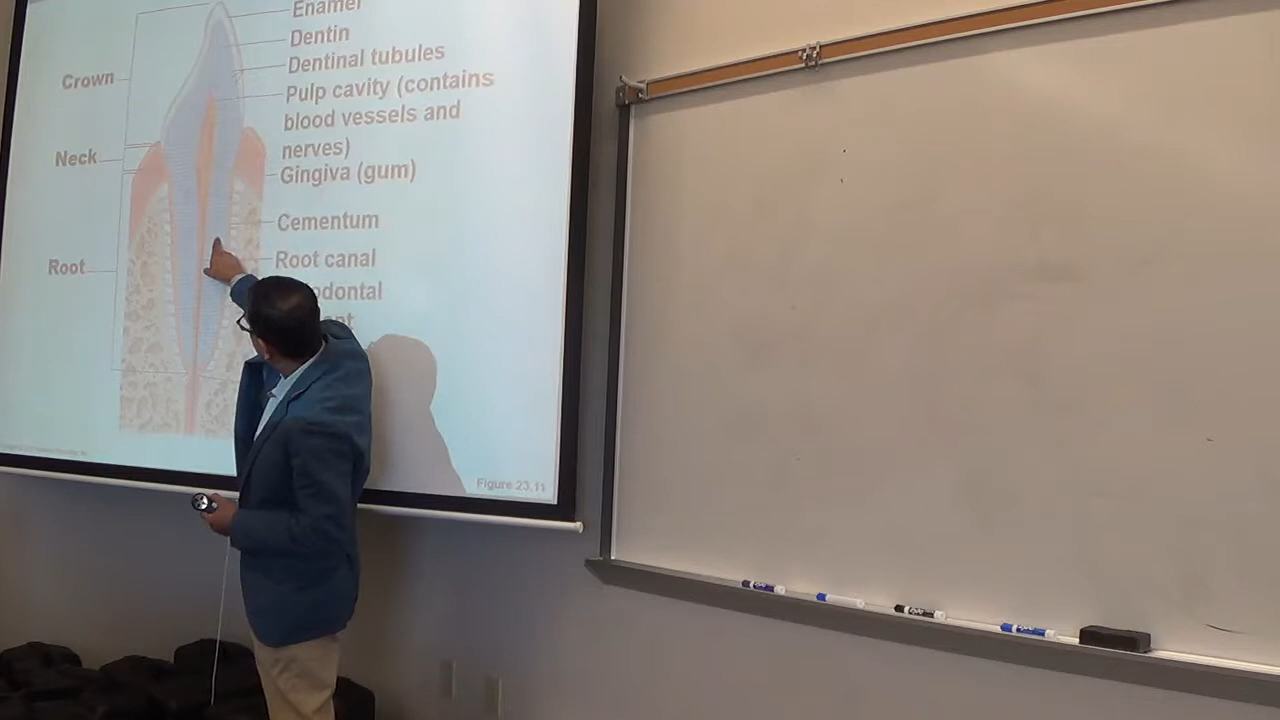 Enamel
Dentin
Dentinal tubules
Crown
Pulp cavity (contains
blood vessels and
nerves)
Neck
Gingiva (gum)
Cementum
Root
Root canal
odontal
Figure 23.11